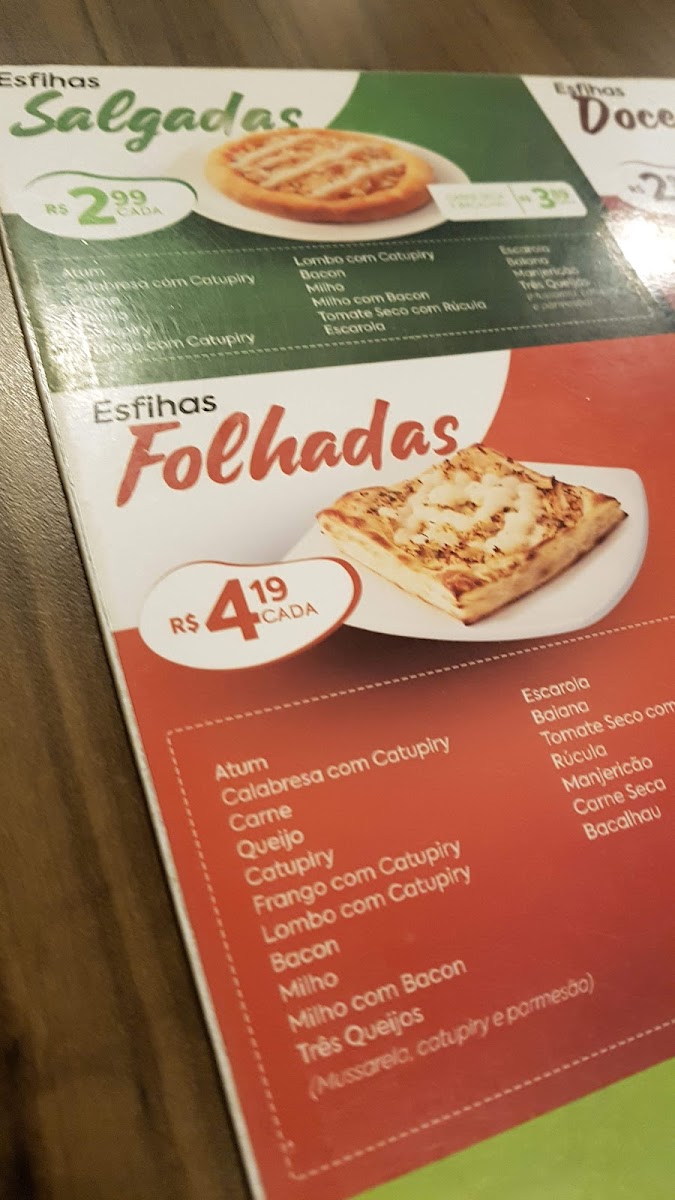 Esfihas
Salgadas
R$ 2,99
CADA
R$ 3,
Atum
Calabresa com Catupiry
Frango com Catupiry
Lombo com Catupiry
Bacon
Milho
Milho com Bacon
Tomate Seco com Rúcula
Escarola
Escarola
Baiana
Manjericão
Três Queijos
Esfihas
Doce
R$ 2
Esfihas
Folhadas
R$ 4,19
CADA
Atum
Calabresa com Catupiry
Carne
Queijo
Catupiry
Frango com Catupiry
Lombo com Catupiry
Bacon
Milho
Milho com Bacon
Três Queijos
(Mussarela, catupiry e parmesão)
Escarola
Baiana
Tomate Seco com
Rúcula
Manjericão
Carne Seca
Bacalhau